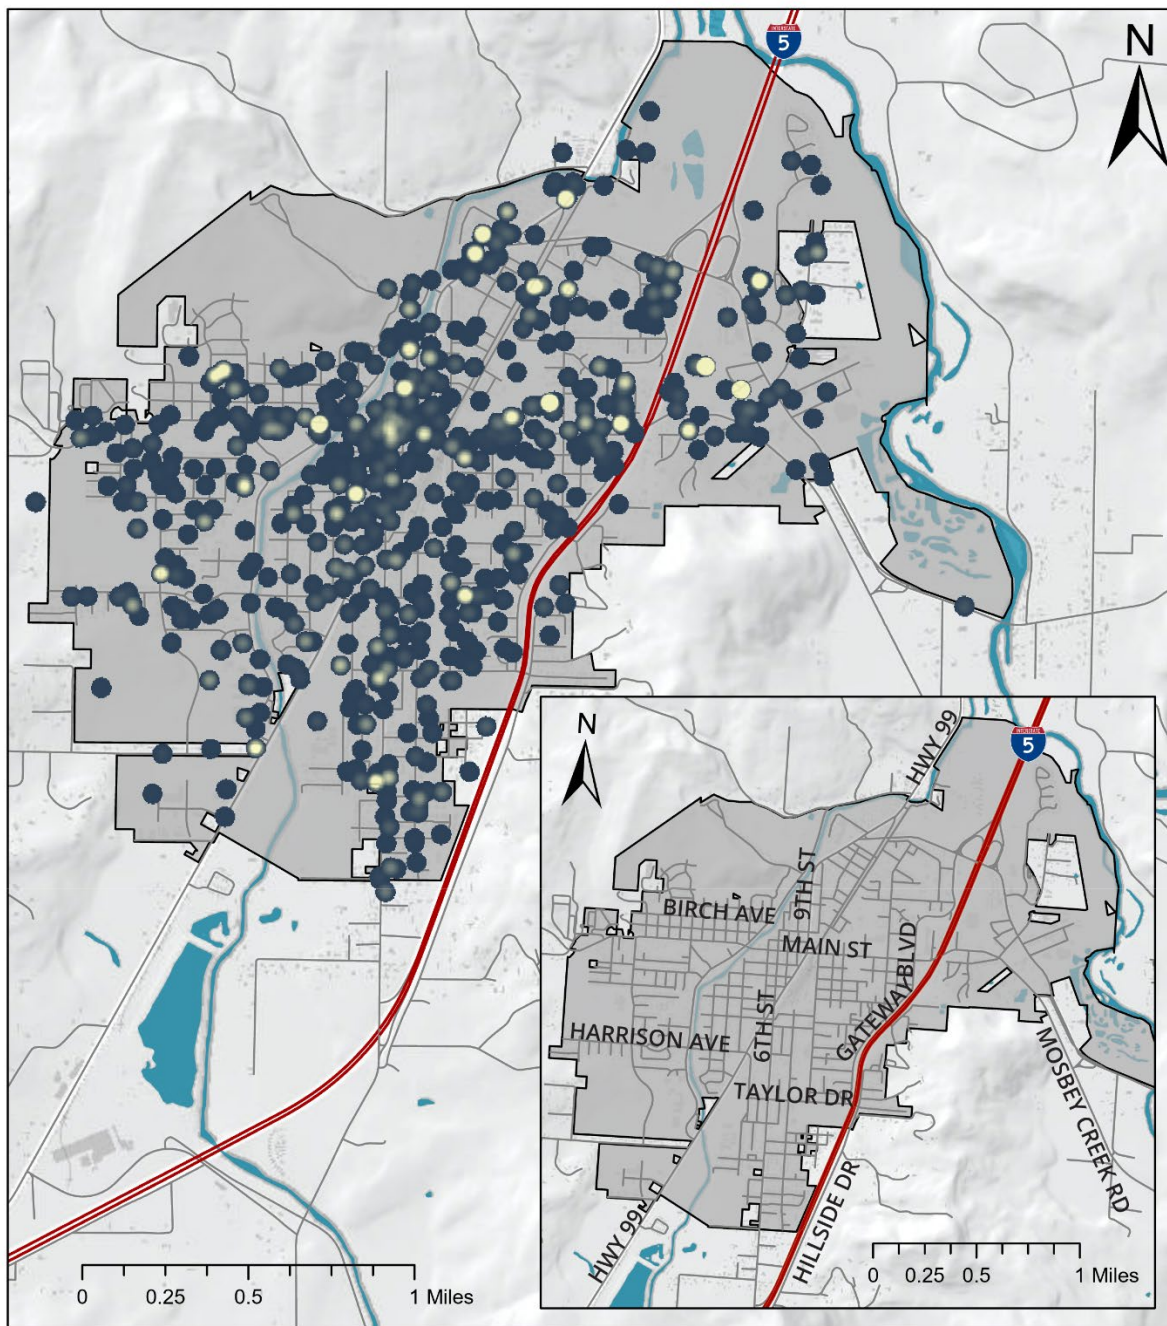 INTERSTATE
5
N
0 0.25 0.5 1 Miles
N
HWY 99
INTERSTATE
5
BIRCH AVE
9TH ST
MAIN ST
GATEWAY BLVD
6TH ST
HARRISON AVE
TAYLOR DR
MOSBEY CREEK RD
HILLSIDE DR
HWY 99
0 0.25 0.5 1 Miles